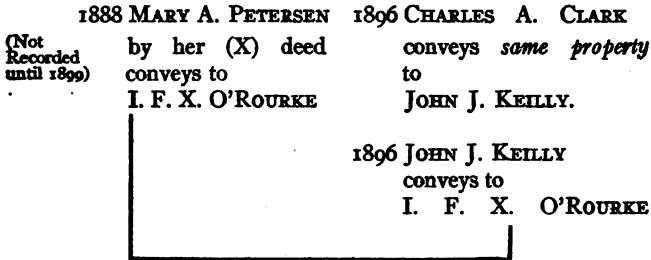 1888 MARY A. PETERSEN
(Not Recorded until 1899)
by her (X) deed
conveys to
I. F. X. O'ROURKE
1896 CHARLES A. CLARK
conveys same property
to
JOHN J. KEILLY.
1896 JOHN J. KEILLY
conveys to
I. F. X. O'ROURKE